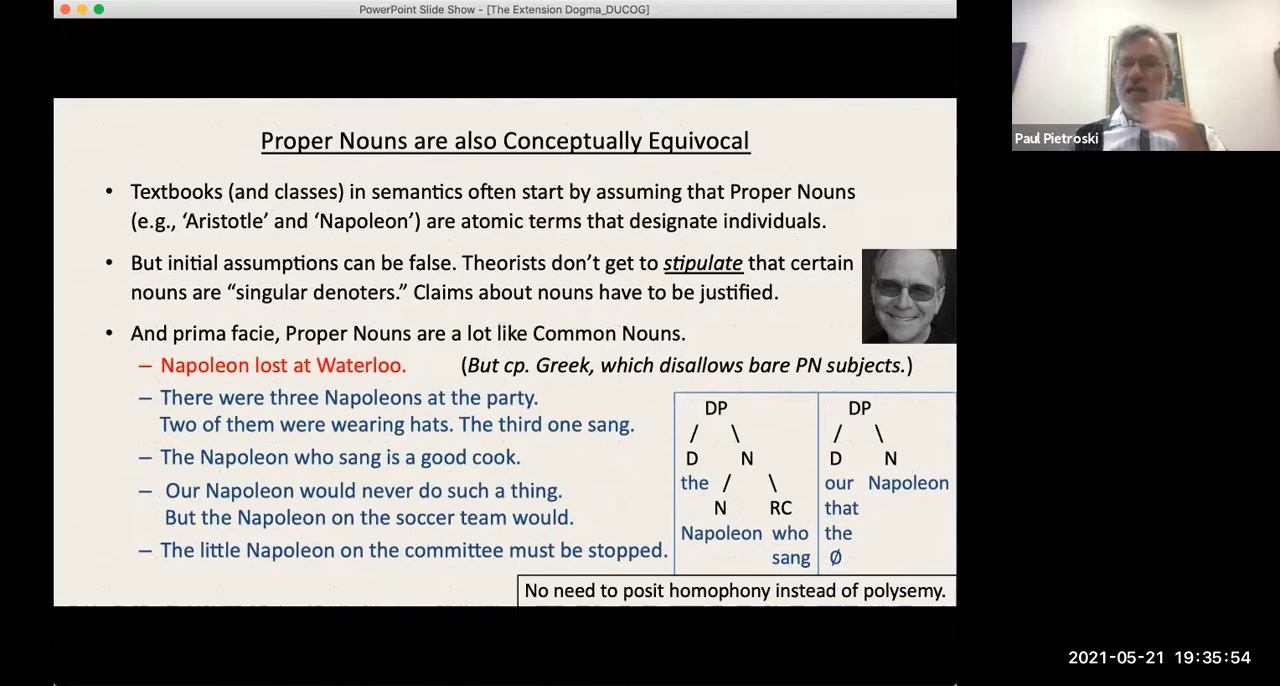 PowerPoint Slide Show - [The Extension Dogma_DUCOG]
Paul Pietroski
Proper Nouns are also Conceptually Equivocal
• Textbooks (and classes) in semantics often start by assuming that Proper Nouns
(e.g., ‘Aristotle’ and ‘Napoleon’) are atomic terms that designate individuals.
• But initial assumptions can be false. Theorists don’t get to stipulate that certain
nouns are “singular denoters.” Claims about nouns have to be justified.
• And prima facie, Proper Nouns are a lot like Common Nouns.
– Napoleon lost at Waterloo. (But cp. Greek, which disallows bare PN subjects.)
– There were three Napoleons at the party.
Two of them were wearing hats. The third one sang.
– The Napoleon who sang is a good cook.
– Our Napoleon would never do such a thing.
But the Napoleon on the soccer team would.
– The little Napoleon on the committee must be stopped.
DP
/ \
D N
the / \
N RC
Napoleon who
sang
DP
/ \
D N
our Napoleon
that
the
Ø
No need to posit homophony instead of polysemy.
2021-05-21 19:35:54